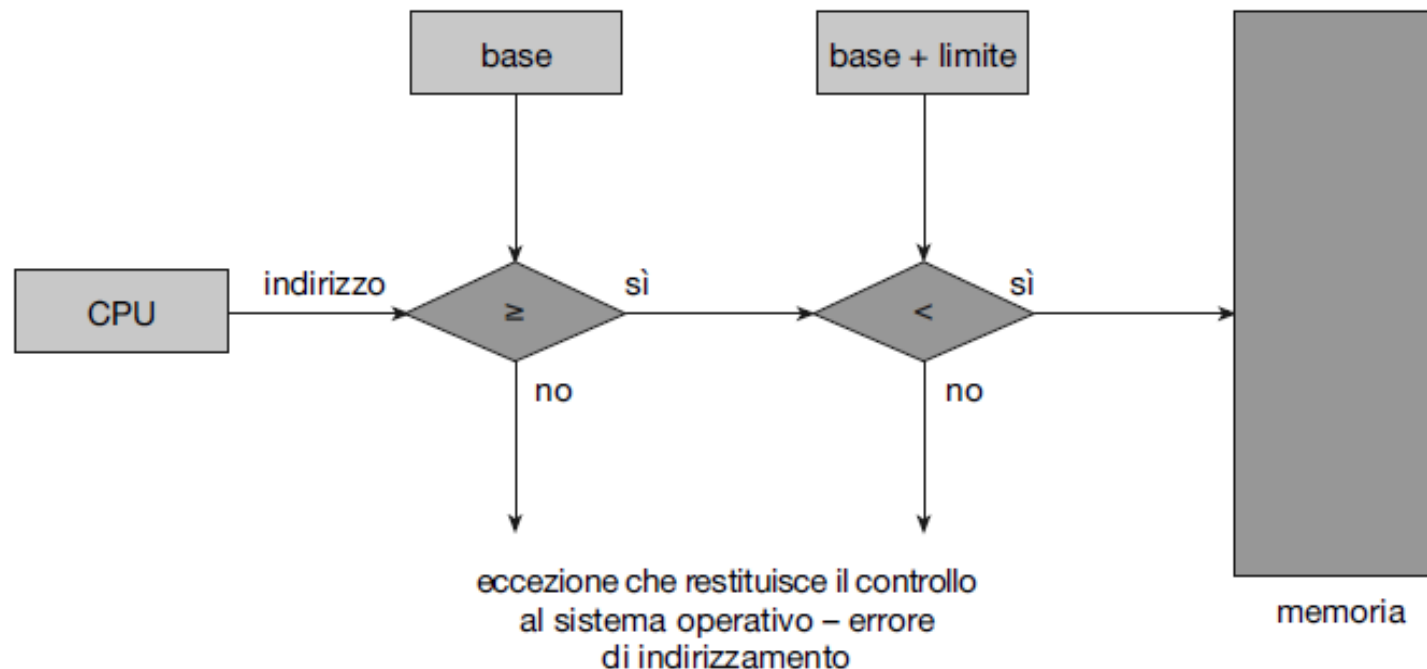 base
base + limite
CPU
indirizzo
≥
sì
<
sì
no
no
eccezione che restituisce il controllo
al sistema operativo – errore
di indirizzamento
memoria